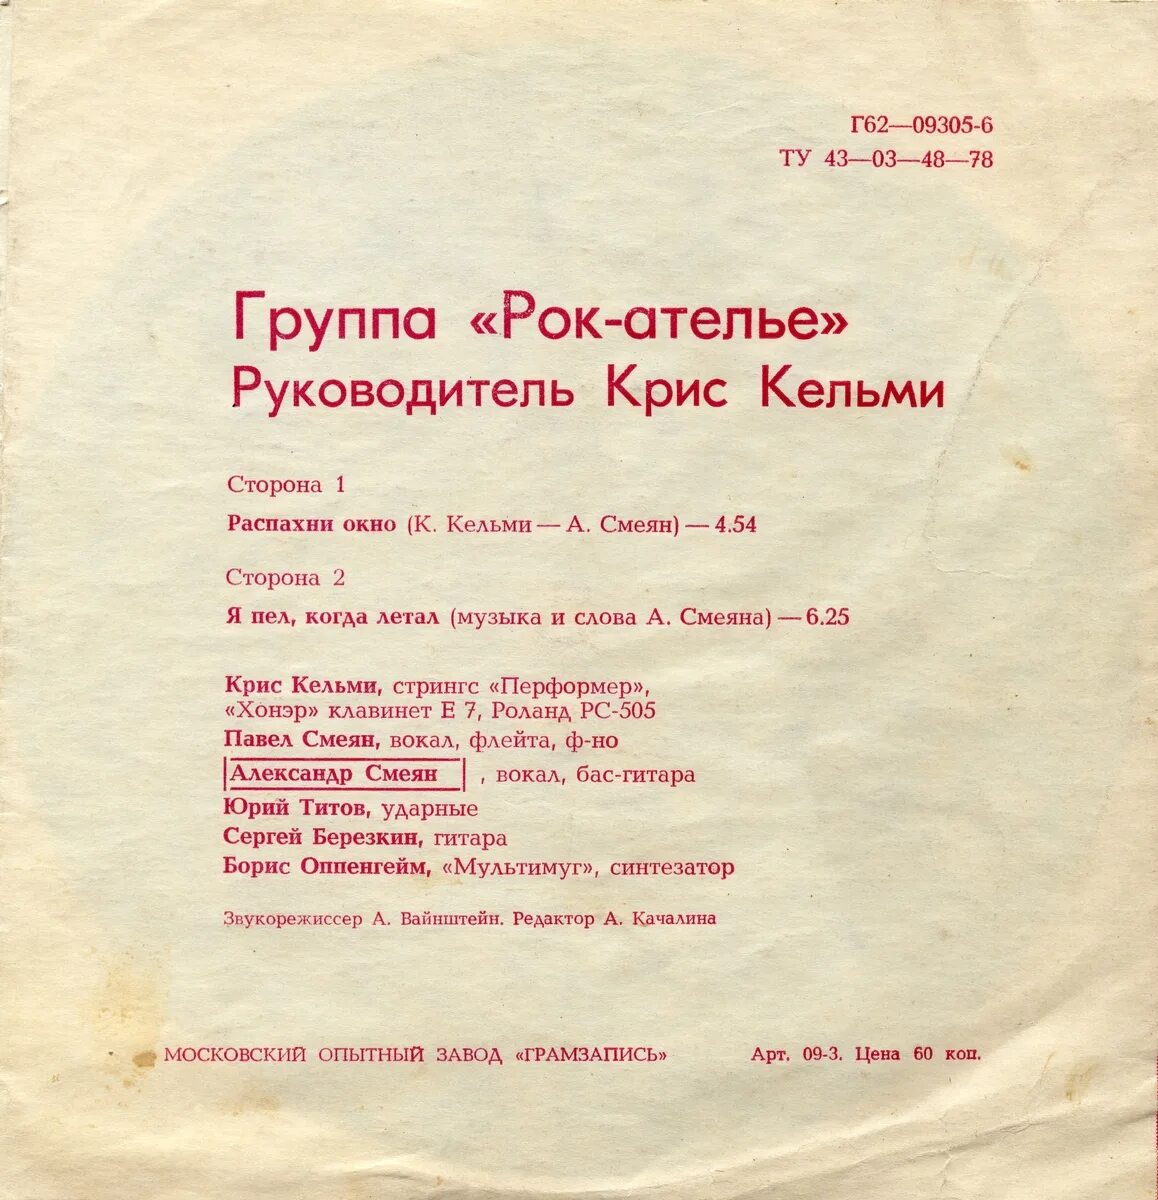 Г62—09305-6
ТУ 43—03—48—78
Группа «Рок-ателье»
Руководитель Крис Кельми
Сторона 1
Распахни окно (К. Кельми — А. Смеян) — 4.54
Сторона 2
Я пел, когда летал (музыка и слова А. Смеяна) — 6.25
Крис Кельми, стрингс «Перформер»,
«Хонэр» клавинет Е 7, Роланд РС-505
Павел Смеян, вокал, флейта, ф-но
Александр Смеян , вокал, бас-гитара
Юрий Титов, ударные
Сергей Березкин, гитара
Борис Оппенгейм, «Мультимуг», синтезатор
Звукорежиссер А. Вайнштейн. Редактор А. Качалина
МОСКОВСКИЙ ОПЫТНЫЙ ЗАВОД «ГРАМЗАПИСЬ» Арт. 09-3. Цена 60 коп.